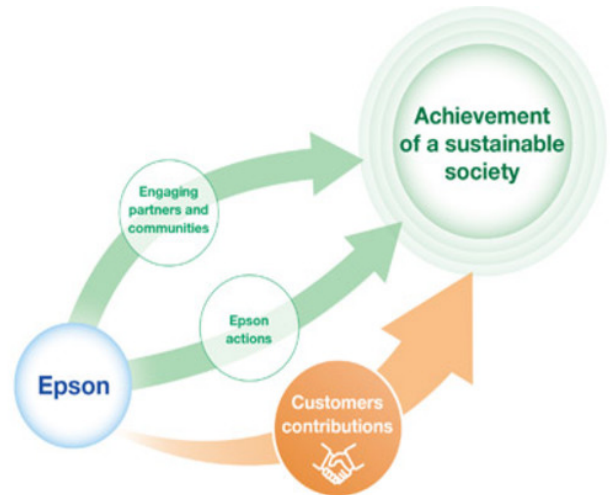 Achievement
of a sustainable
society
Engaging
partners and
communities
Epson
actions
Epson
Customers
contributions